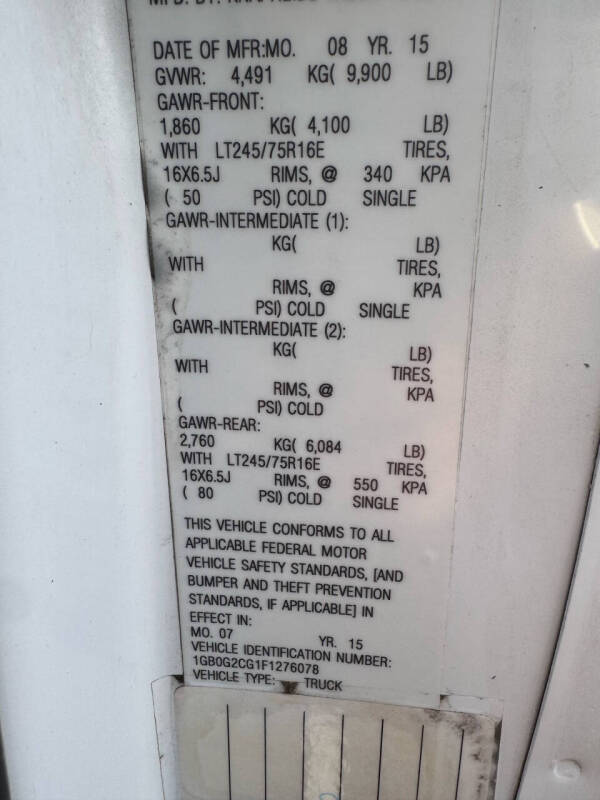 MFD. BY:
DATE OF MFR:MO. 08 YR. 15
GVWR: 4,491 KG( 9,900 LB)
GAWR-FRONT:
1,860 KG( 4,100 LB)
WITH LT245/75R16E TIRES,
16X6.5J RIMS, @ 340 KPA
( 50 PSI) COLD SINGLE
GAWR-INTERMEDIATE (1):
KG( LB)
WITH TIRES,
RIMS, @ KPA
( PSI) COLD SINGLE
GAWR-INTERMEDIATE (2):
KG( LB)
WITH TIRES,
RIMS, @ KPA
( PSI) COLD
GAWR-REAR:
2,760 KG( 6,084 LB)
WITH LT245/75R16E TIRES,
16X6.5J RIMS, @ 550 KPA
( 80 PSI) COLD SINGLE
THIS VEHICLE CONFORMS TO ALL
APPLICABLE FEDERAL MOTOR
VEHICLE SAFETY STANDARDS, [AND
BUMPER AND THEFT PREVENTION
STANDARDS, IF APPLICABLE] IN
EFFECT IN:
MO. 07 YR. 15
VEHICLE IDENTIFICATION NUMBER:
1GB0G2CG1F1276078
VEHICLE TYPE: TRUCK